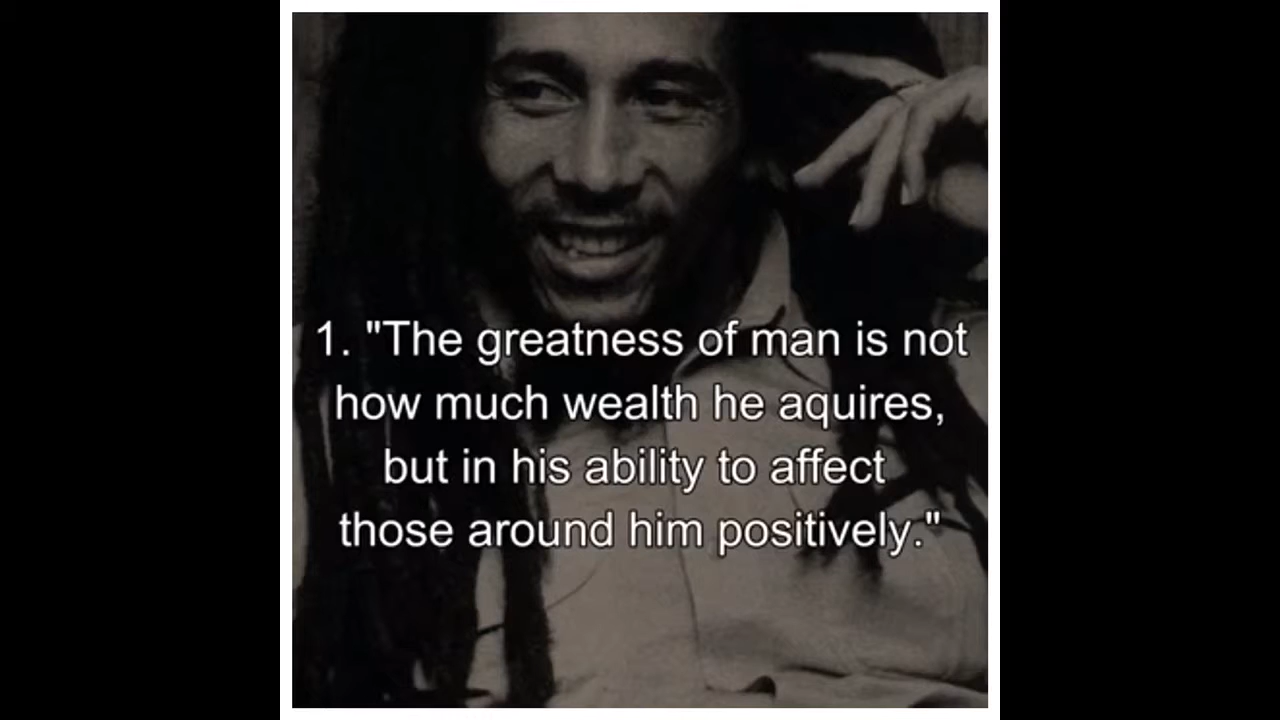 1. "The greatness of man is not
how much wealth he aquires,
but in his ability to affect
those around him positively."